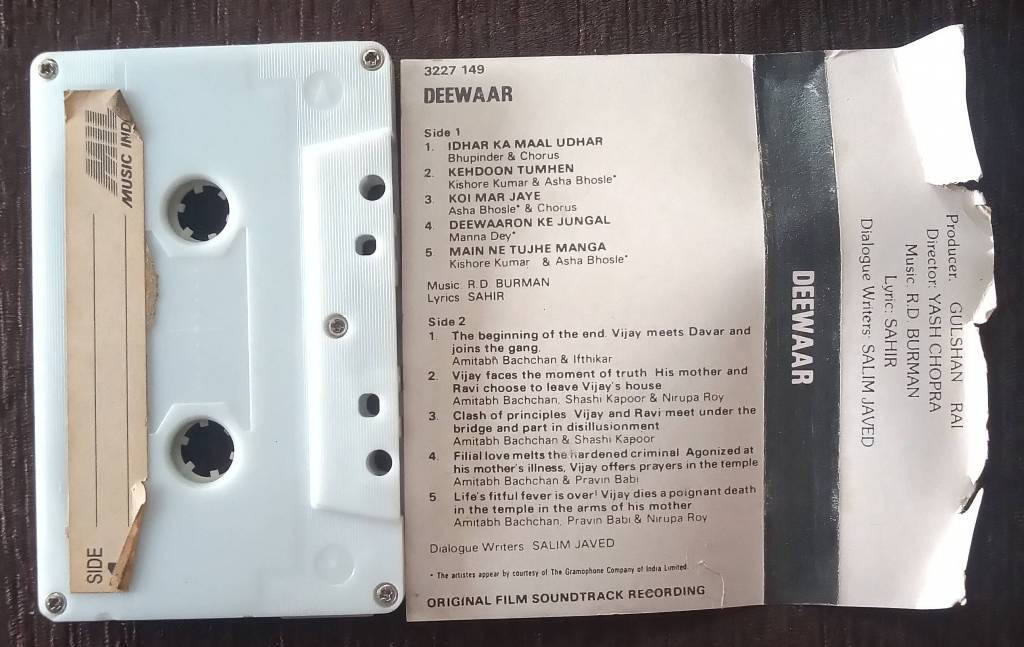 MIL
MUSIC IND
SIDE
3227 149
DEEWAAR
Side 1
1. IDHAR KA MAAL UDHAR
Bhupinder & Chorus
2. KEHDOON TUMHEN
Kishore Kumar & Asha Bhosle*
3. KOI MAR JAYE
Asha Bhosle* & Chorus
4. DEEWAARON KE JUNGAL
Manna Dey*
5 MAIN NE TUJHE MANGA
Kishore Kumar & Asha Bhosle*
Music R.D. BURMAN
Lyrics SAHIR
Side 2
1. The beginning of the end. Vijay meets Davar and
joins the gang.
Amitabh Bachchan & Ifthikar
2. Vijay faces the moment of truth His mother and
Ravi choose to leave Vijay's house
Amitabh Bachchan, Shashi Kapoor & Nirupa Roy
3. Clash of principles Vijay and Ravi meet under the
bridge and part in disillusionment
Amitabh Bachchan & Shashi Kapoor
4. Filial love melts the hardened criminal Agonized at
his mother's illness, Vijay offers prayers in the temple
Amitabh Bachchan & Pravin Babi
5 Life's fitful fever is over! Vijay dies a poignant death
in the temple in the arms of his mother
Amitabh Bachchan, Pravin Babi & Nirupa Roy
Dialogue Writers SALIM JAVED
* The artistes appear by courtesy of The Gramophone Company of India Limited.
ORIGINAL FILM SOUNDTRACK RECORDING
DEEWAAR
Producer. GULSHAN RAI
Director: YASH CHOPRA
Music: R.D. BURMAN
Lyric: SAHIR
Dialogue Writers: SALIM JAVED